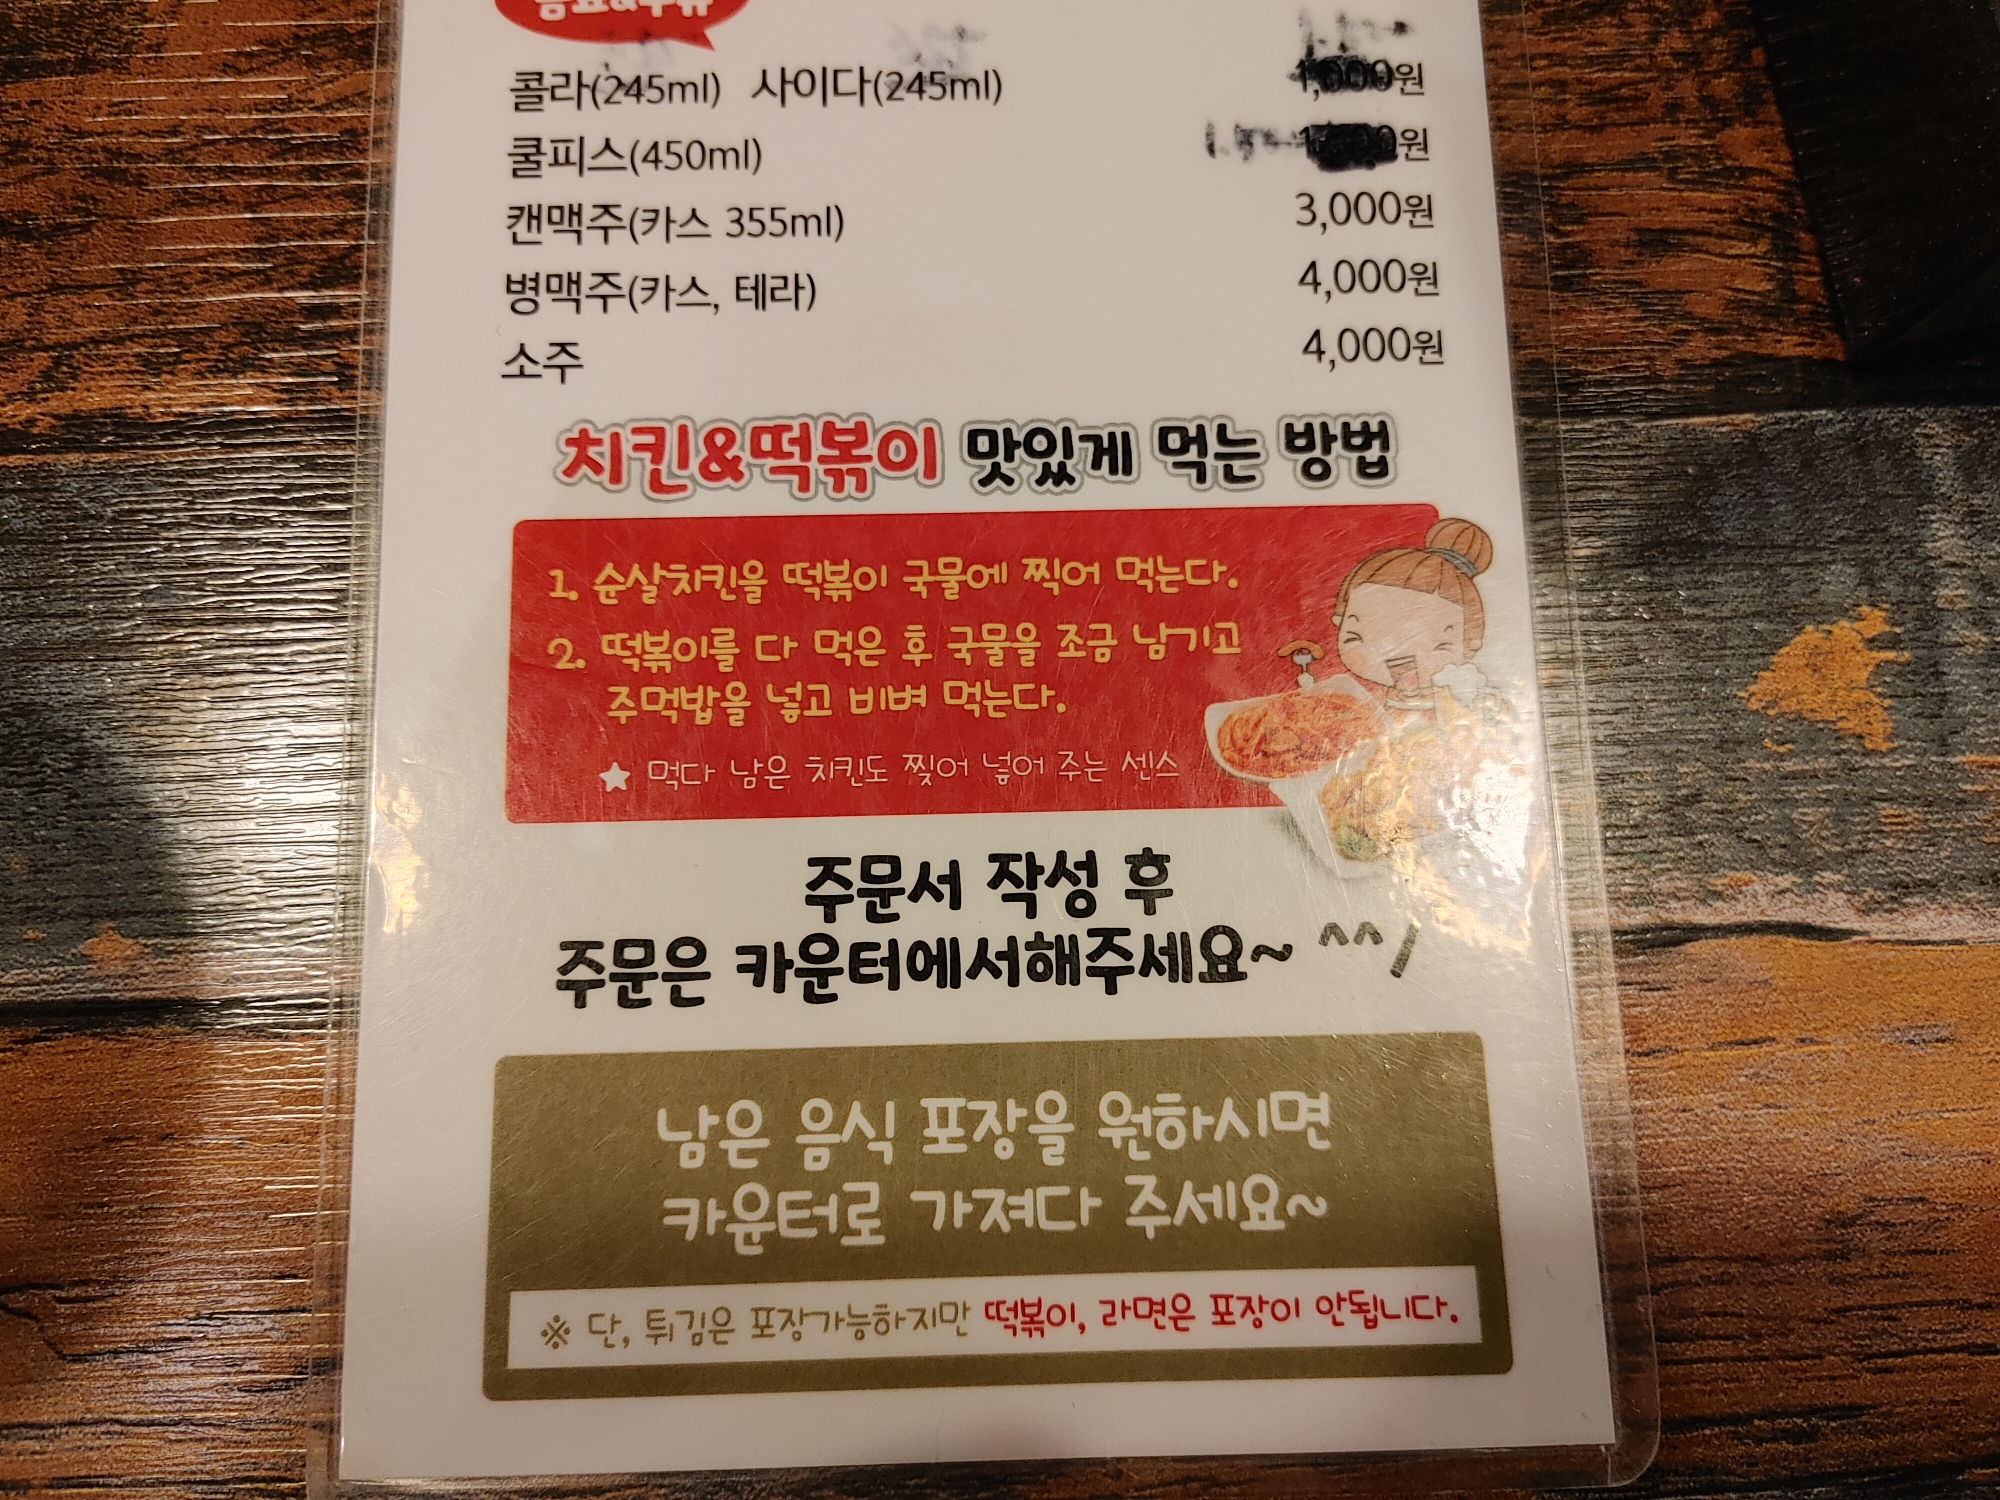 음료&주류
콜라(245ml) 사이다(245ml) 원
쿨피스(450ml) 원
캔맥주(카스 355ml) 3,000원
병맥주(카스, 테라) 4,000원
소주 4,000원
치킨&떡볶이 맛있게 먹는 방법
1. 순살치킨을 떡볶이 국물에 찍어 먹는다.
2. 떡볶이를 다 먹은 후 국물을 조금 남기고
주먹밥을 넣고 비벼 먹는다.
★ 먹다 남은 치킨도 찢어 넣어 주는 센스
주문서 작성 후
주문은 카운터에서해주세요~ ^^/
남은 음식 포장을 원하시면
카운터로 가져다 주세요~
※ 단, 튀김은 포장가능하지만 떡볶이, 라면은 포장이 안됩니다.